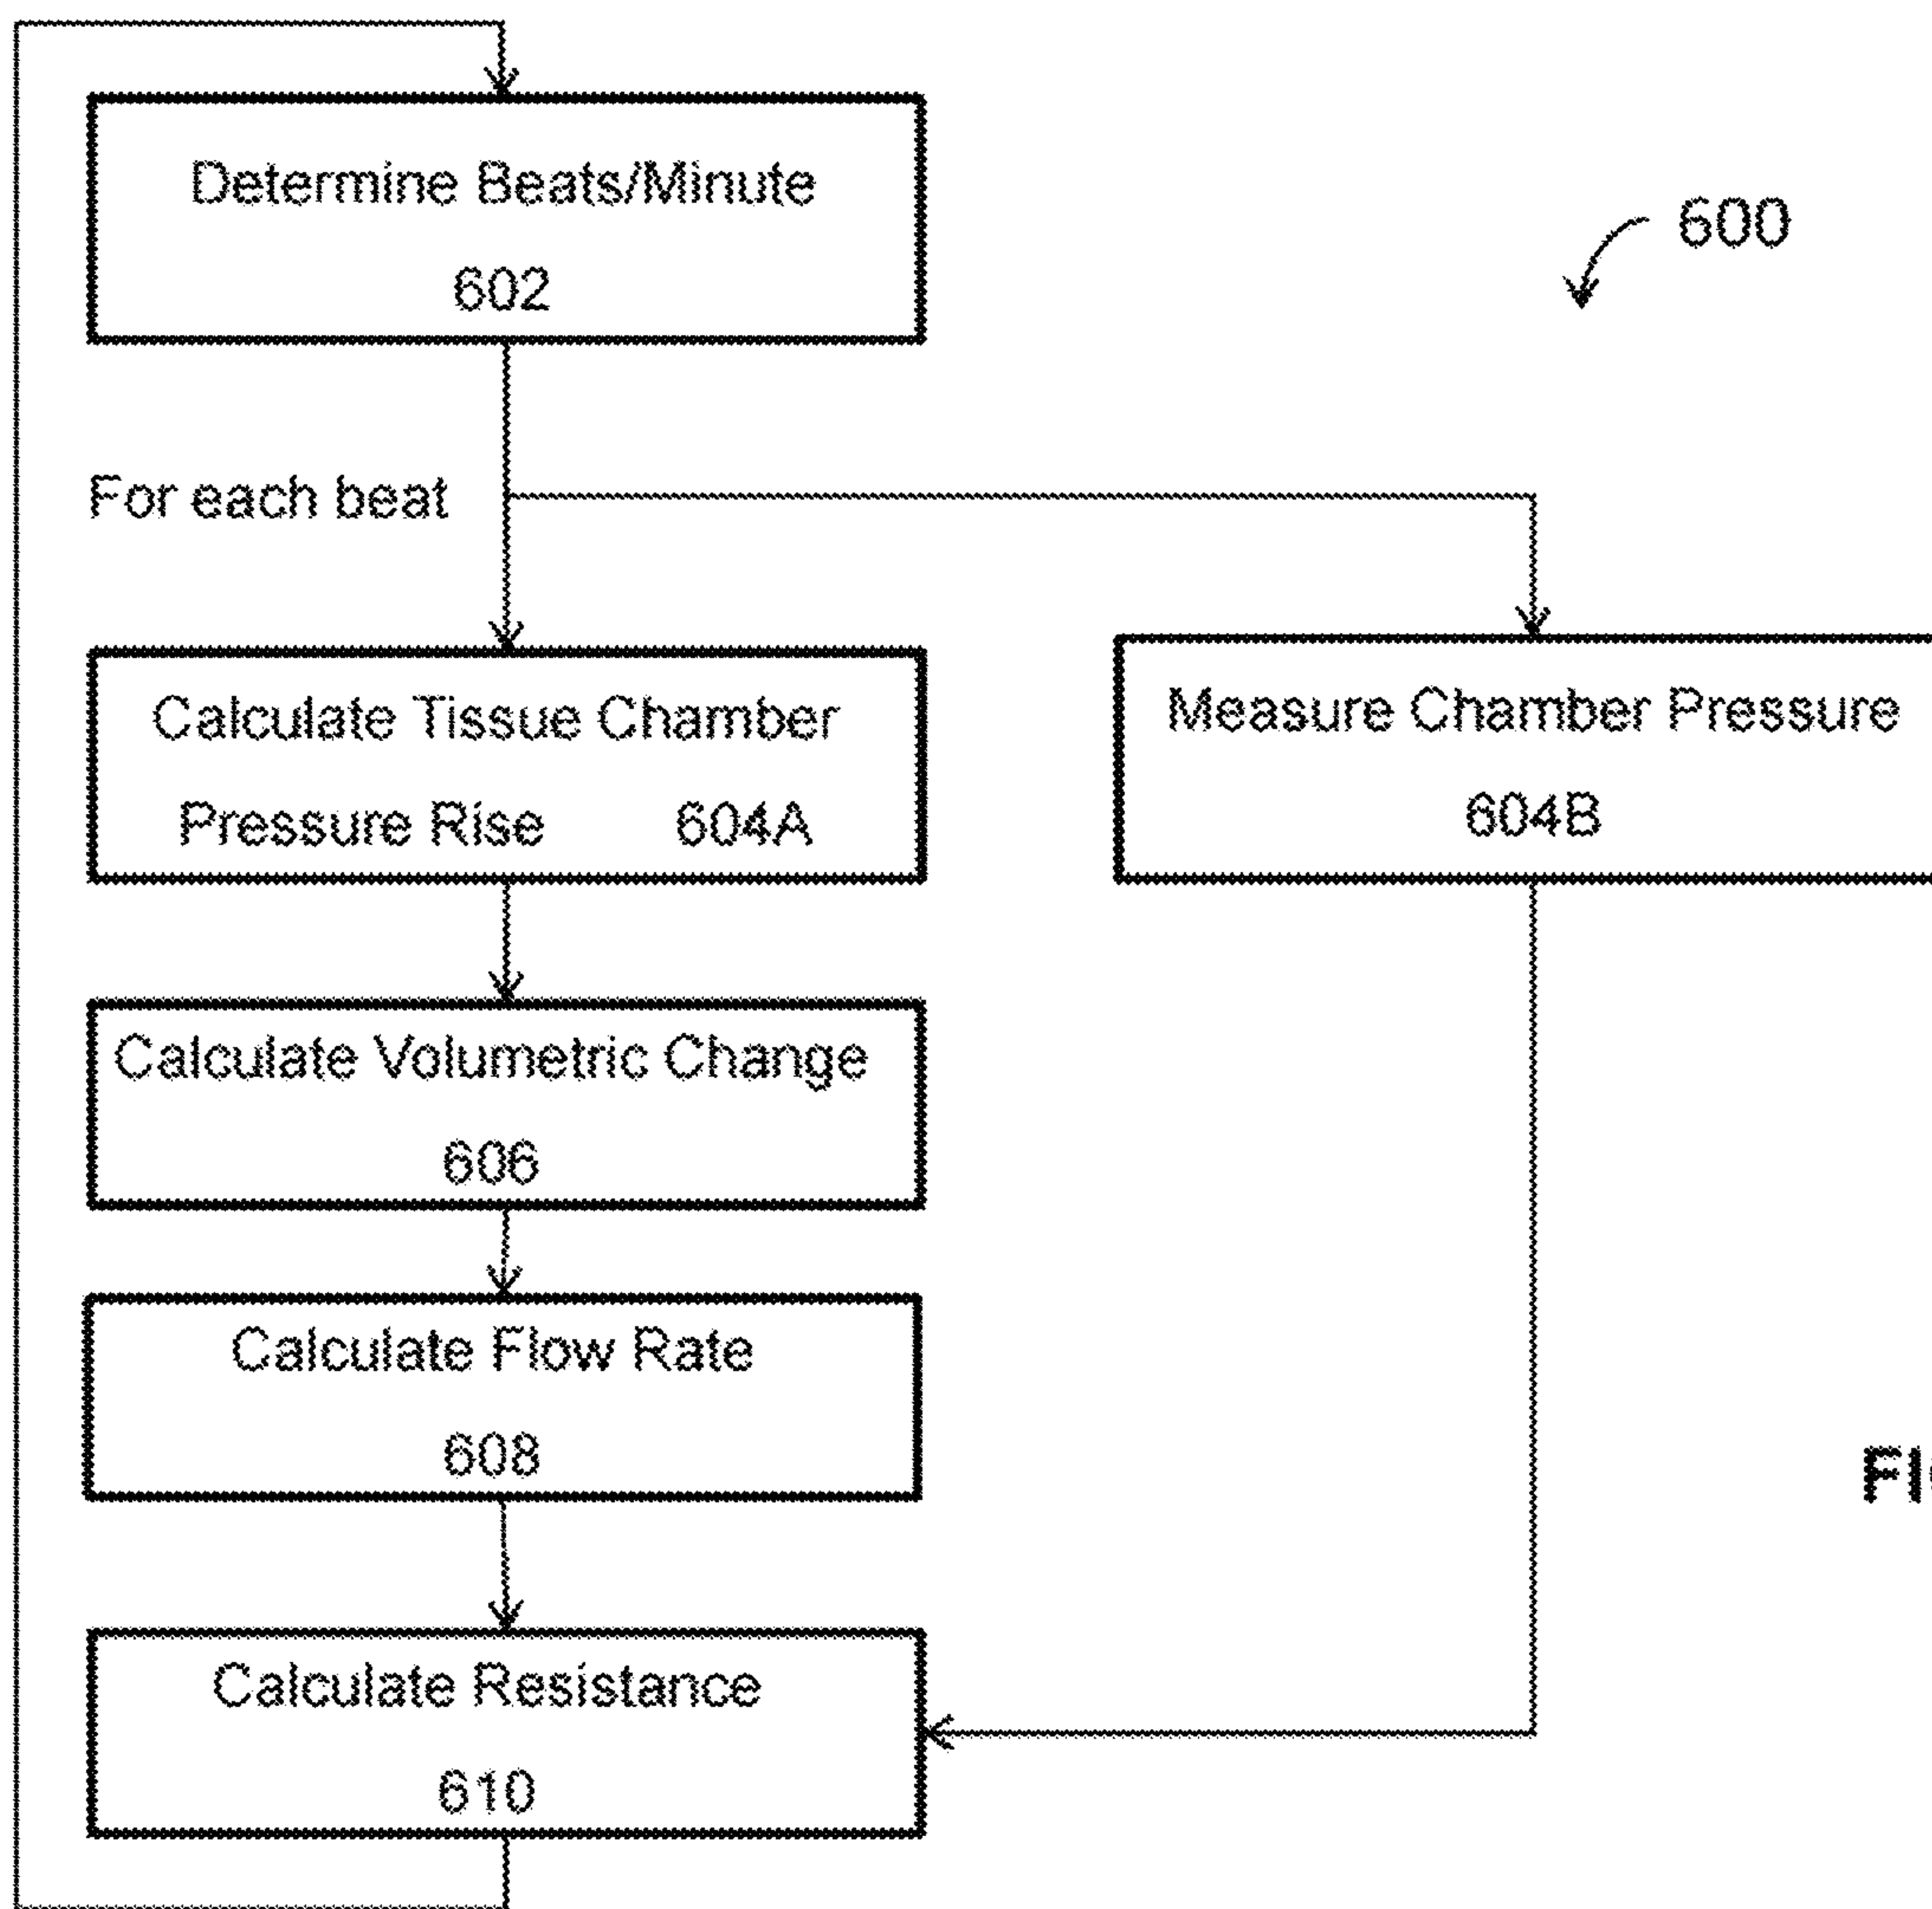 Determine Beats/Minute
602
600
For each beat
Calculate Tissue Chamber
Pressure Rise 604A
Measure Chamber Pressure
604B
Calculate Volumetric Change
606
Calculate Flow Rate
608
Calculate Resistance
610